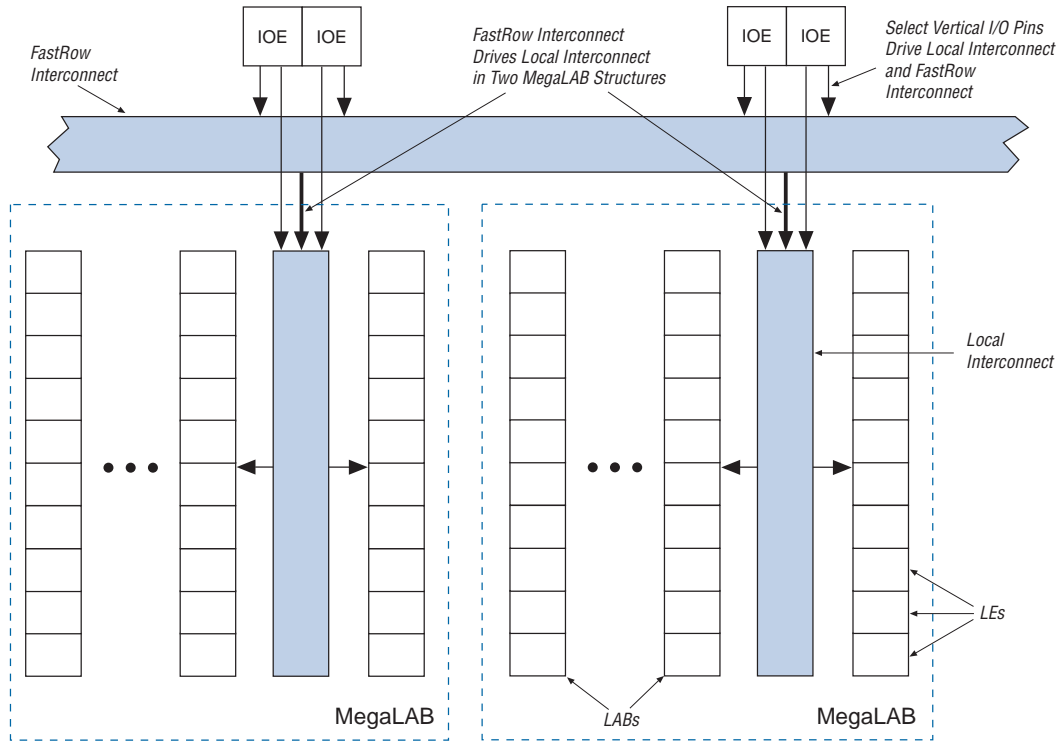 FastRow
Interconnect
IOE IOE
FastRow Interconnect
Drives Local Interconnect
in Two MegaLAB Structures
IOE IOE
Select Vertical I/O Pins
Drive Local Interconnect
and FastRow
Interconnect
Local
Interconnect
LEs
LABs
MegaLAB
MegaLAB